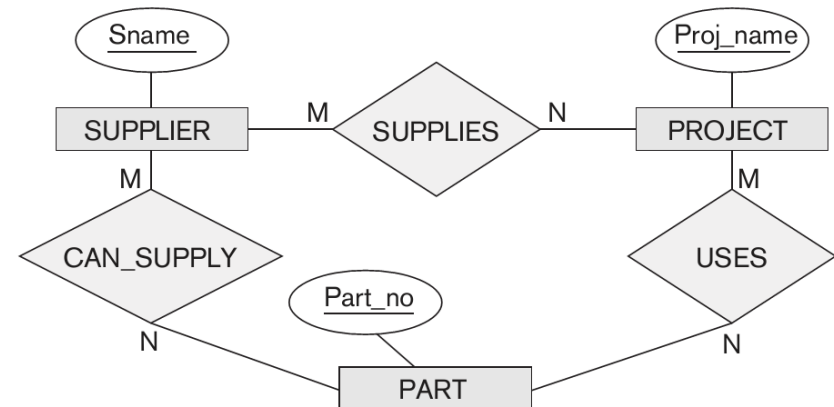 Sname
Proj_name
M
N
SUPPLIER
SUPPLIES
PROJECT
M
M
CAN_SUPPLY
USES
Part_no
N
N
PART